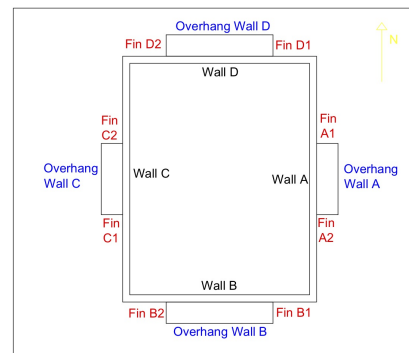 Overhang Wall D
Fin D2
Fin D1
N
Wall D
Fin
C2
Fin
A1
Overhang
Wall C
Wall C
Wall A
Overhang
Wall A
Fin
C1
Fin
A2
Wall B
Fin B2
Fin B1
Overhang Wall B